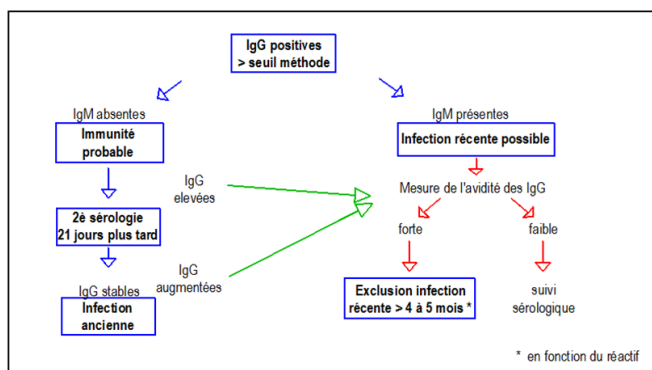 IgG positives
> seuil méthode
IgM absentes
Immunité
probable
IgM présentes
Infection récente possible
IgG
elevées
Mesure de l'avidité des IgG
2è sérologie
21 jours plus tard
forte
faible
IgG
augmentées
IgG stables
Infection
ancienne
Exclusion infection
récente > 4 à 5 mois *
suivi
sérologique
* en fonction du réactif